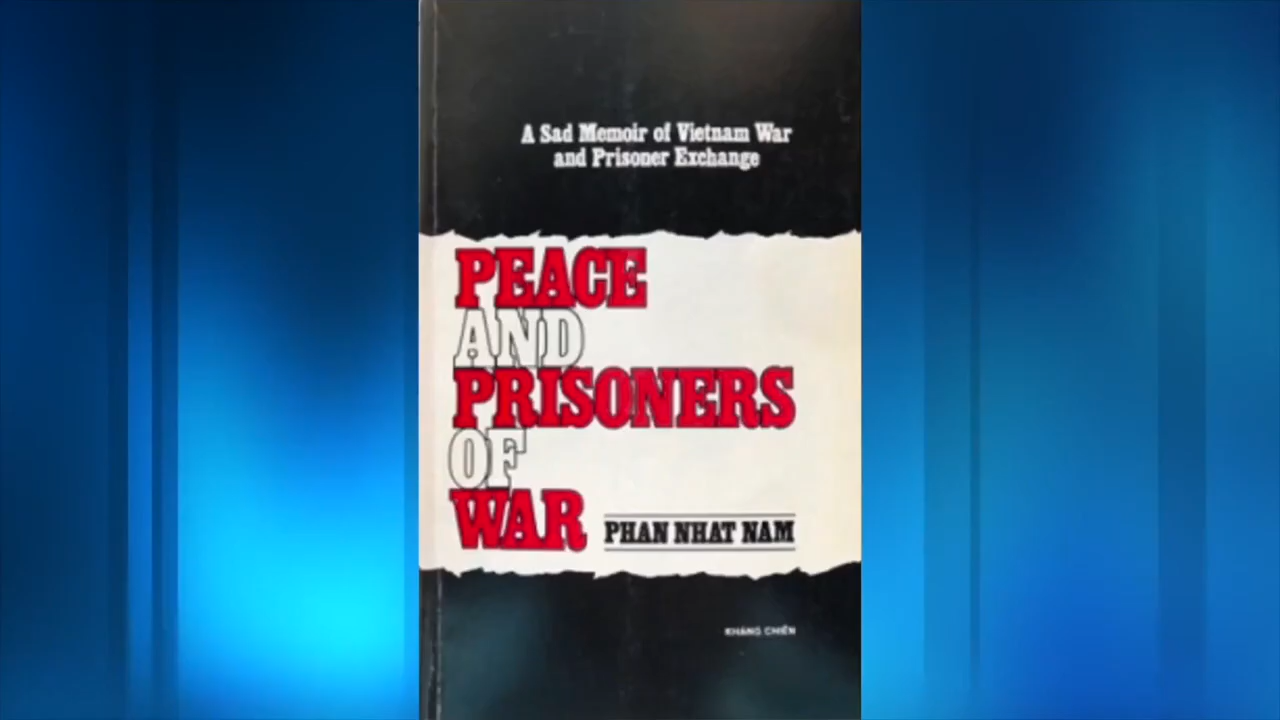 A Sad Memoir of Vietnam War
and Prisoner Exchange
PEACE
AND
PRISONERS
OF
WAR
PHAN NHAT NAM
KHÁNG CHIẾN